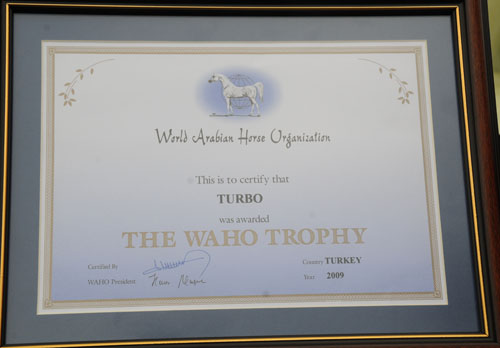 World Arabian Horse Organization
This is to certify that
TURBO
was awarded
THE WAHO TROPHY
Certified By
WAHO President
Country TURKEY
Year 2009